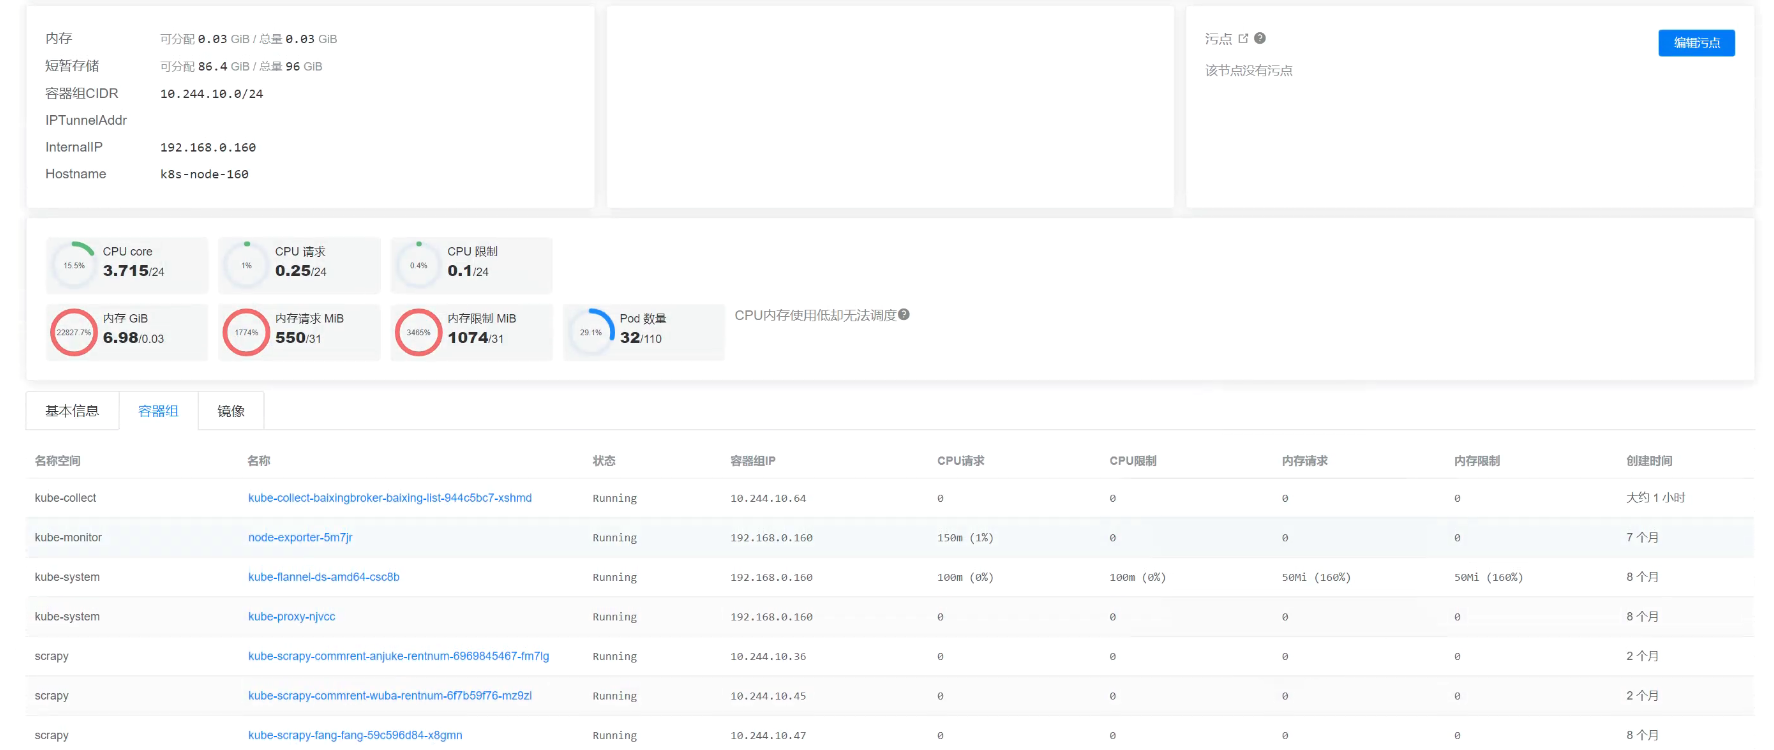 内存 可分配 0.03 GiB / 总量 0.03 GiB
短暂存储 可分配 86.4 GiB / 总量 96 GiB
容器组CIDR 10.244.10.0/24
IPTunnelAddr
InternalIP 192.168.0.160
Hostname k8s-node-160
污点
编辑污点
该节点没有污点
15.5% CPU core 3.715/24
1% CPU 请求 0.25/24
0.4% CPU 限制 0.1/24
22827.7% 内存 GiB 6.98/0.03
1774% 内存请求 MiB 550/31
3465% 内存限制 MiB 1074/31
29.1% Pod 数量 32/110
CPU内存使用低却无法调度
基本信息 容器组 镜像
名称空间 名称 状态 容器组IP CPU请求 CPU限制 内存请求 内存限制 创建时间
kube-collect kube-collect-baixingbroker-baixing-list-944c5bc7-xshmd Running 10.244.10.64 0 0 0 0 大约 1 小时
kube-monitor node-exporter-5m7jr Running 192.168.0.160 150m (1%) 0 0 0 7 个月
kube-system kube-flannel-ds-amd64-csc8b Running 192.168.0.160 100m (0%) 100m (0%) 50Mi (160%) 50Mi (160%) 8 个月
kube-system kube-proxy-njvcc Running 192.168.0.160 0 0 0 0 8 个月
scrapy kube-scrapy-commrent-anjuke-rentnum-6969845467-fm7lg Running 10.244.10.36 0 0 0 0 2 个月
scrapy kube-scrapy-commrent-wuba-rentnum-6f7b59f76-mz9zl Running 10.244.10.45 0 0 0 0 2 个月
scrapy kube-scrapy-fang-fang-59c596d84-x8gmn Running 10.244.10.47 0 0 0 0 8 个月